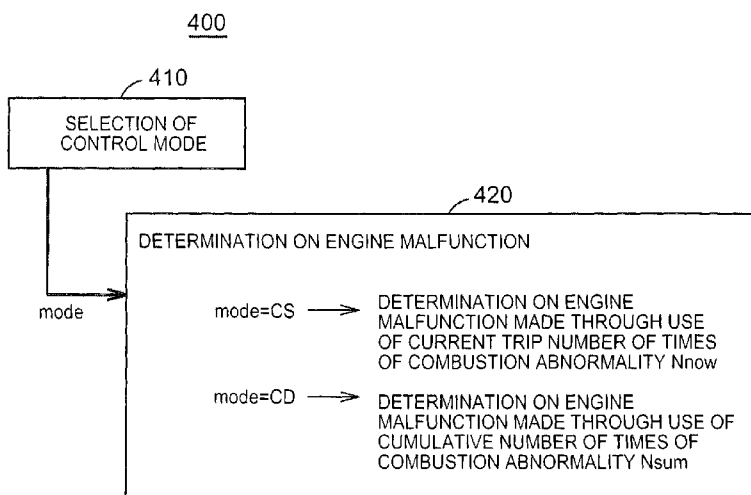 400
410
SELECTION OF
CONTROL MODE
420
DETERMINATION ON ENGINE MALFUNCTION
mode
mode=CS
DETERMINATION ON ENGINE
MALFUNCTION MADE THROUGH USE
OF CURRENT TRIP NUMBER OF TIMES
OF COMBUSTION ABNORMALITY Nnow
mode=CD
DETERMINATION ON ENGINE
MALFUNCTION MADE THROUGH USE OF
CUMULATIVE NUMBER OF TIMES OF
COMBUSTION ABNORMALITY Nsum